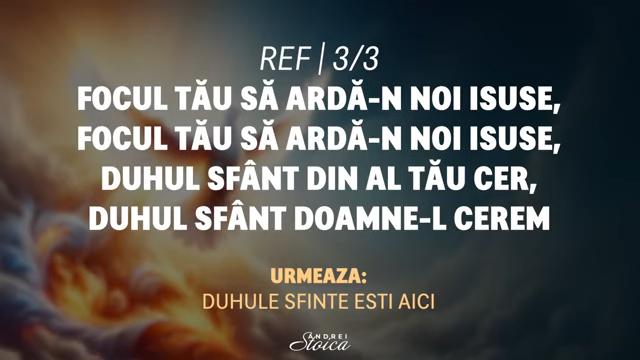 REF | 3/3
FOCUL TĂU SĂ ARDĂ-N NOI ISUSE,
FOCUL TĂU SĂ ARDĂ-N NOI ISUSE,
DUHUL SFÂNT DIN AL TĂU CER,
DUHUL SFÂNT DOAMNE-L CEREM
URMEAZA:
DUHULE SFINTE ESTI AICI
ANDREI
Stoica